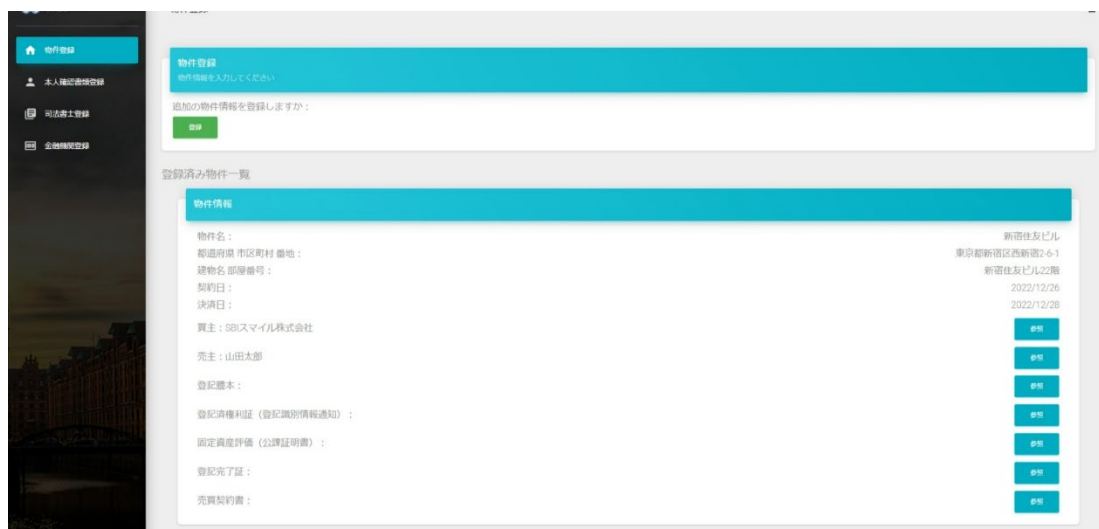 物件登録
本人確認書類登録
司法書士登録
金融機関登録
物件登録
物件情報を入力してください
追加の物件情報を登録しますか:
登録
登録済み物件一覧
物件情報
物件名: 新宿住友ビル
都道府県 市区町村 番地: 東京都新宿区西新宿2-6-1
建物名 部屋番号: 新宿住友ビル22階
契約日: 2022/12/26
決済日: 2022/12/28
買主:SBIスマイル株式会社 参照
売主:山田太郎 参照
登記謄本: 参照
登記済権利証(登記識別情報通知): 参照
固定資産評価(公課証明書): 参照
登記完了証: 参照
売買契約書: 参照